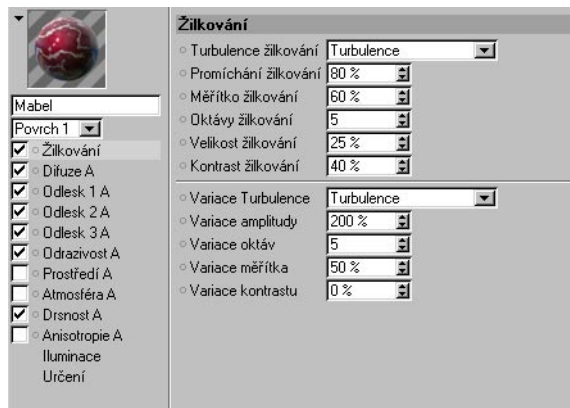 Mabel
Povrch 1
Žilkování
Difuze A
Odlesk 1 A
Odlesk 2 A
Odlesk 3 A
Odrazivost A
Prostředí A
Atmosféra A
Drsnost A
Anisotropie A
Iluminace
Určení
Žilkování
Turbulence žilkování Turbulence
Promíchání žilkování 80 %
Měřítko žilkování 60 %
Oktávy žilkování 5
Velikost žilkování 25 %
Kontrast žilkování 40 %
Variace Turbulence Turbulence
Variace amplitudy 200 %
Variace oktáv 5
Variace měřítka 50 %
Variace kontrastu 0 %